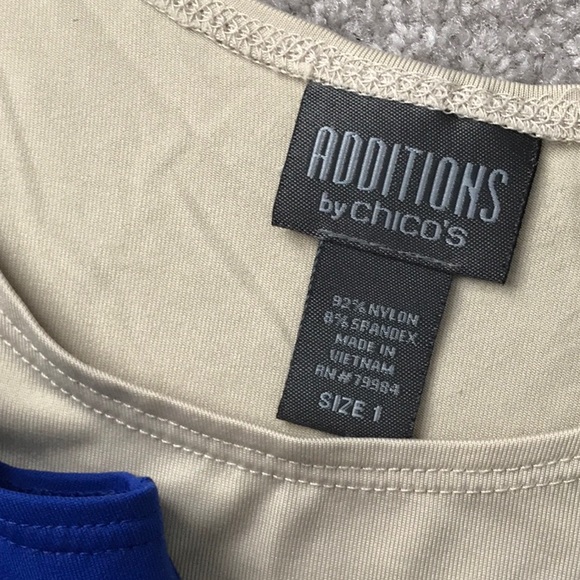 ADDITIONS
by CHICO'S
92% NYLON
8% SPANDEX
MADE IN
VIETNAM
RN# 79984
SIZE 1